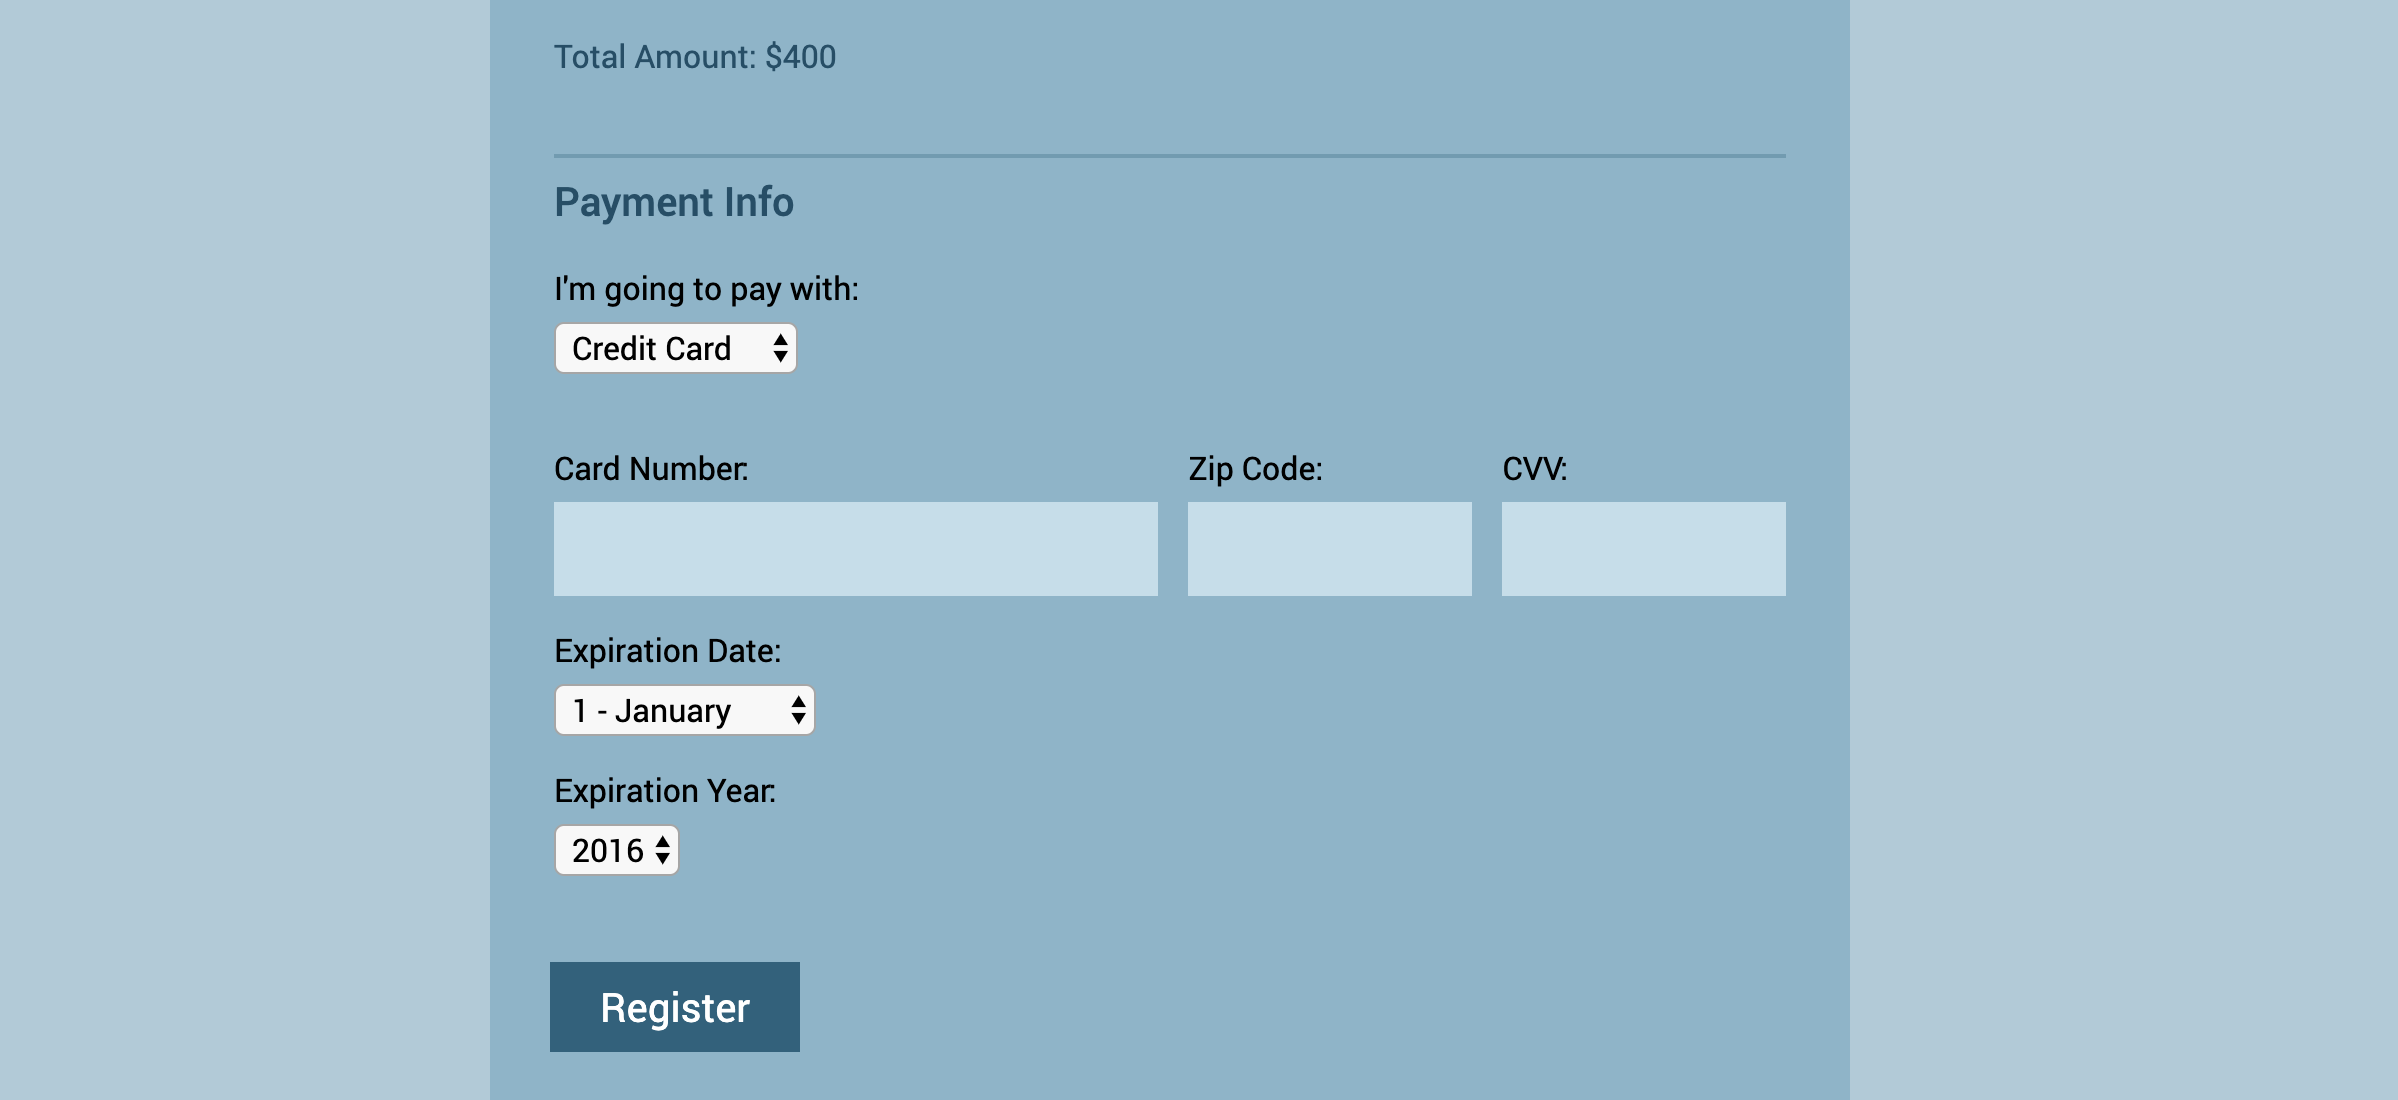 Total Amount: $400
Payment Info
I'm going to pay with:
Credit Card
Card Number: Zip Code: CVV:
Expiration Date:
1 - January
Expiration Year:
2016
Register